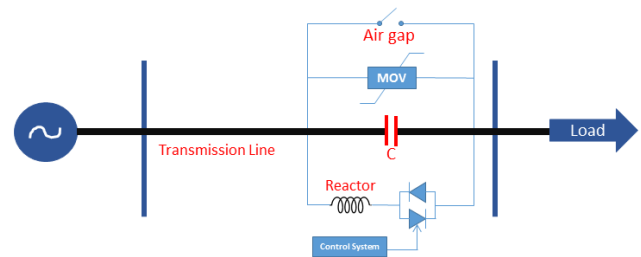 Air gap
MOV
Transmission Line
C
Load
Reactor
Control System